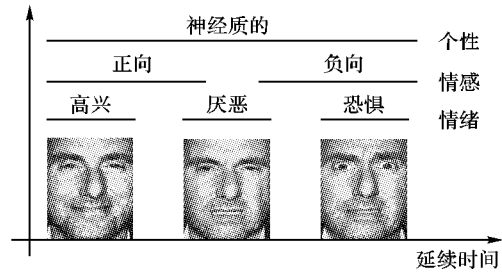 神经质的
个性
正向 负向
情感
高兴 厌恶 恐惧
情绪
延续时间